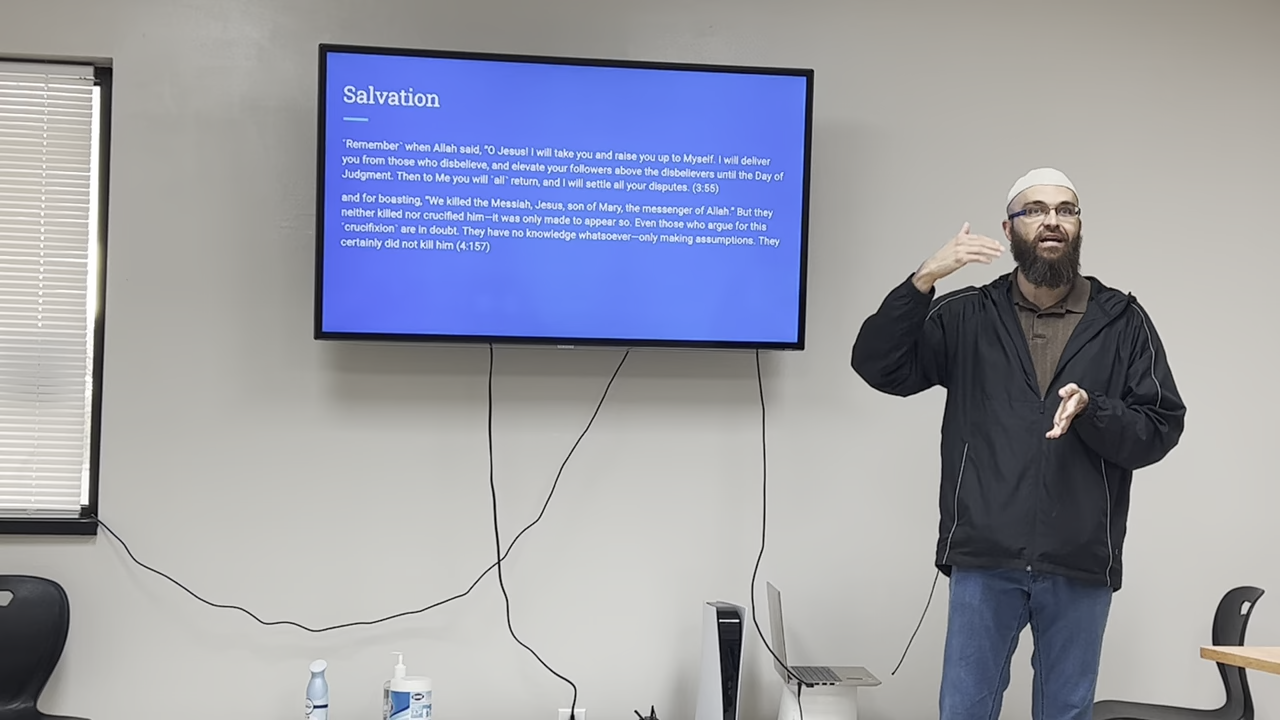 Salvation
`Remember` when Allah said, “O Jesus! I will take you and raise you up to Myself. I will deliver
you from those who disbelieve, and elevate your followers above the disbelievers until the Day of
Judgment. Then to Me you will `all` return, and I will settle all your disputes. (3:55)
and for boasting, “We killed the Messiah, Jesus, son of Mary, the messenger of Allah.” But they
neither killed nor crucified him—it was only made to appear so. Even those who argue for this
`crucifixion` are in doubt. They have no knowledge whatsoever—only making assumptions. They
certainly did not kill him (4:157)